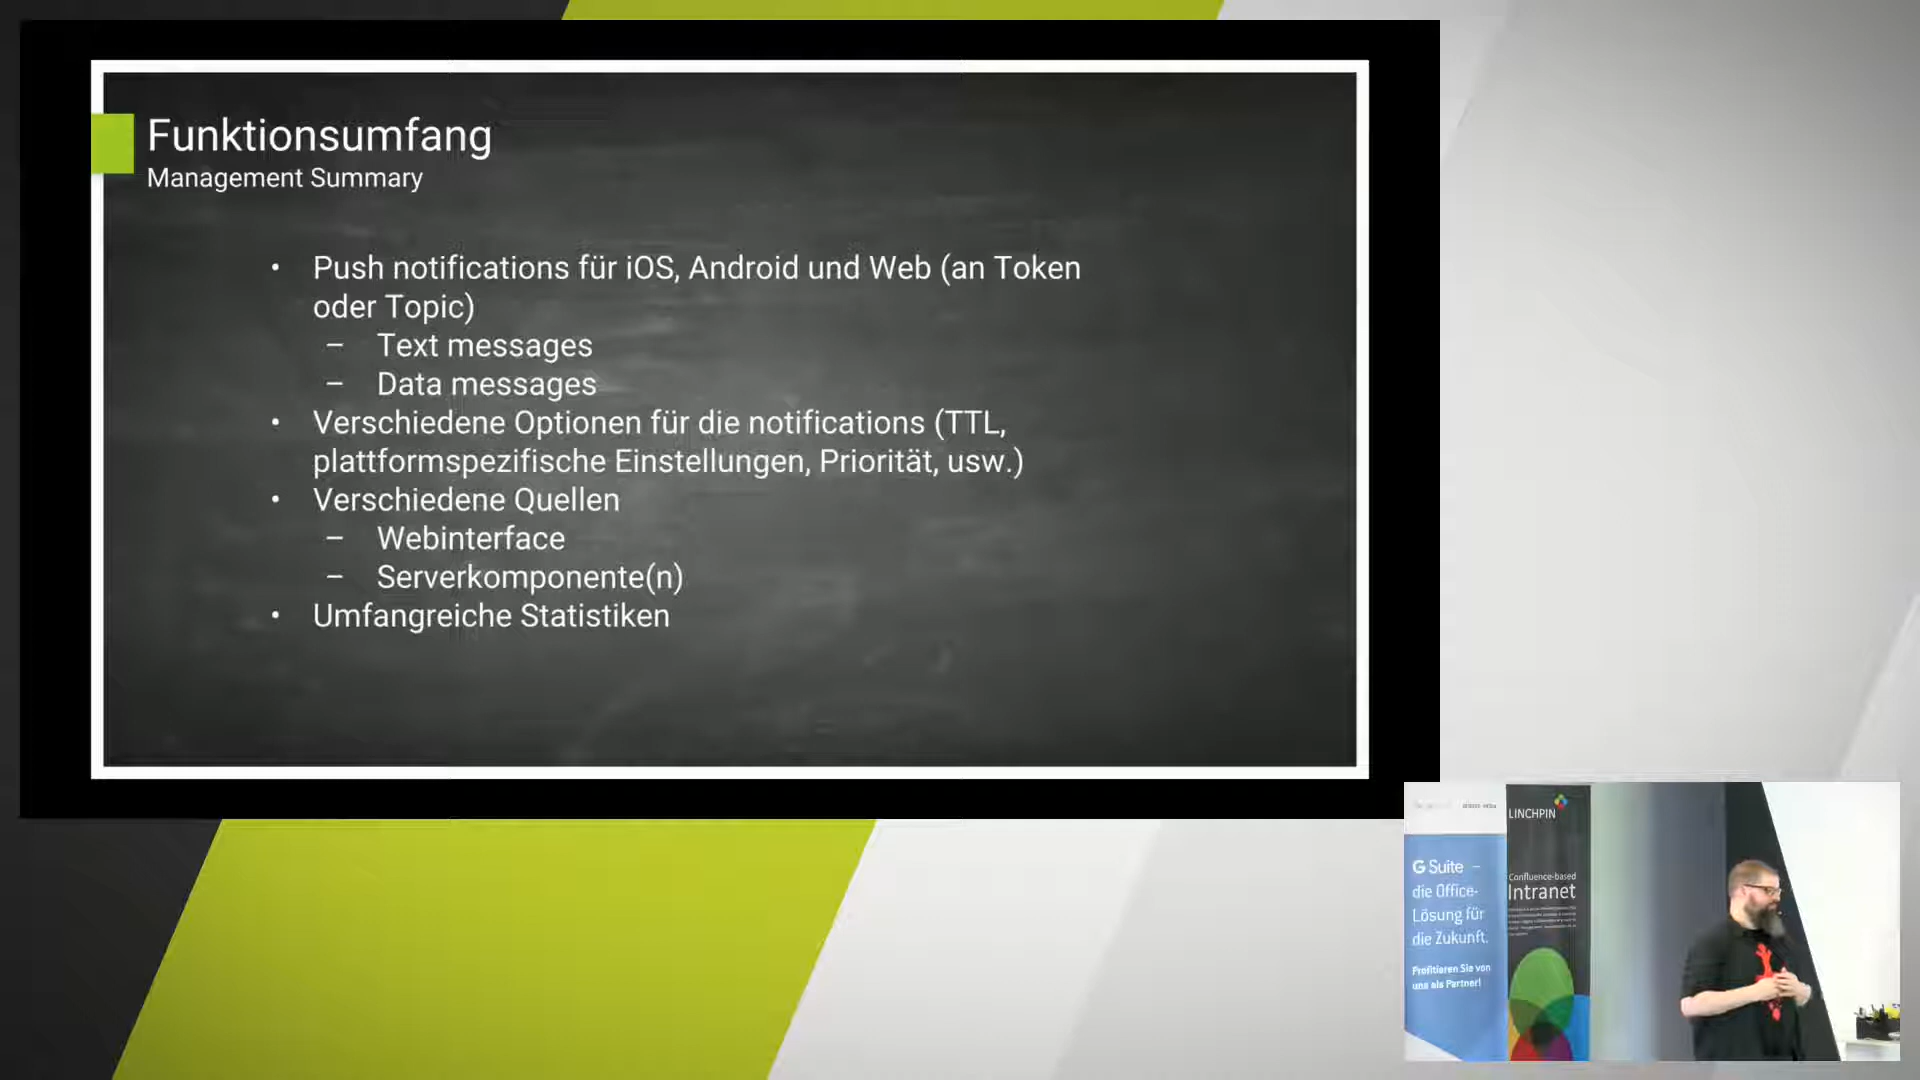 Funktionsumfang
Management Summary
• Push notifications für iOS, Android und Web (an Token
oder Topic)
– Text messages
– Data messages
• Verschiedene Optionen für die notifications (TTL,
plattformspezifische Einstellungen, Priorität, usw.)
• Verschiedene Quellen
– Webinterface
– Serverkomponente(n)
• Umfangreiche Statistiken
G Suite –
die Office-
Lösung für
die Zukunft.
Profitieren Sie von
uns als Partner!
LINCHPIN
Confluence-based
Intranet